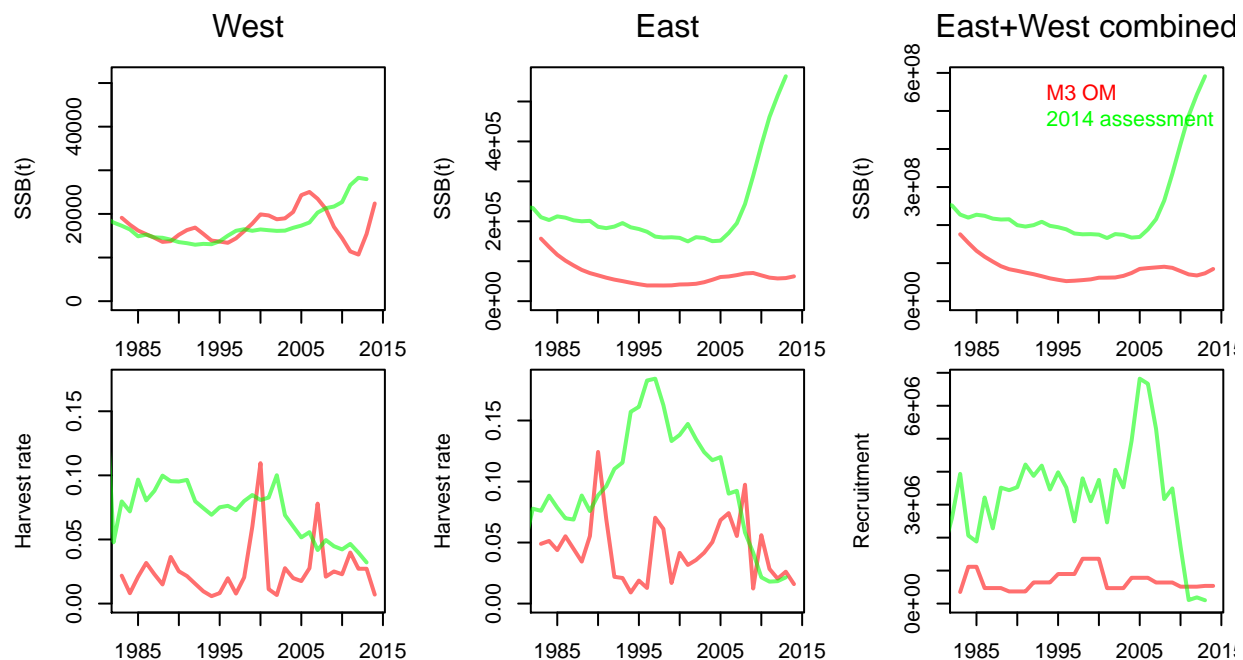 West
East
East+West combined
SSB(t)
0
20000
40000
1985
1995
2005
2015
SSB(t)
0e+00
2e+05
4e+05
1985
1995
2005
2015
SSB(t)
0e+00
3e+08
6e+08
M3 OM
2014 assessment
1985
1995
2005
Harvest rate
0.00
0.05
0.10
0.15
1985
1995
2005
2015
Harvest rate
0.00
0.05
0.10
0.15
1985
1995
2005
2015
Recruitment
0e+00
3e+06
6e+06
1985
1995
2005